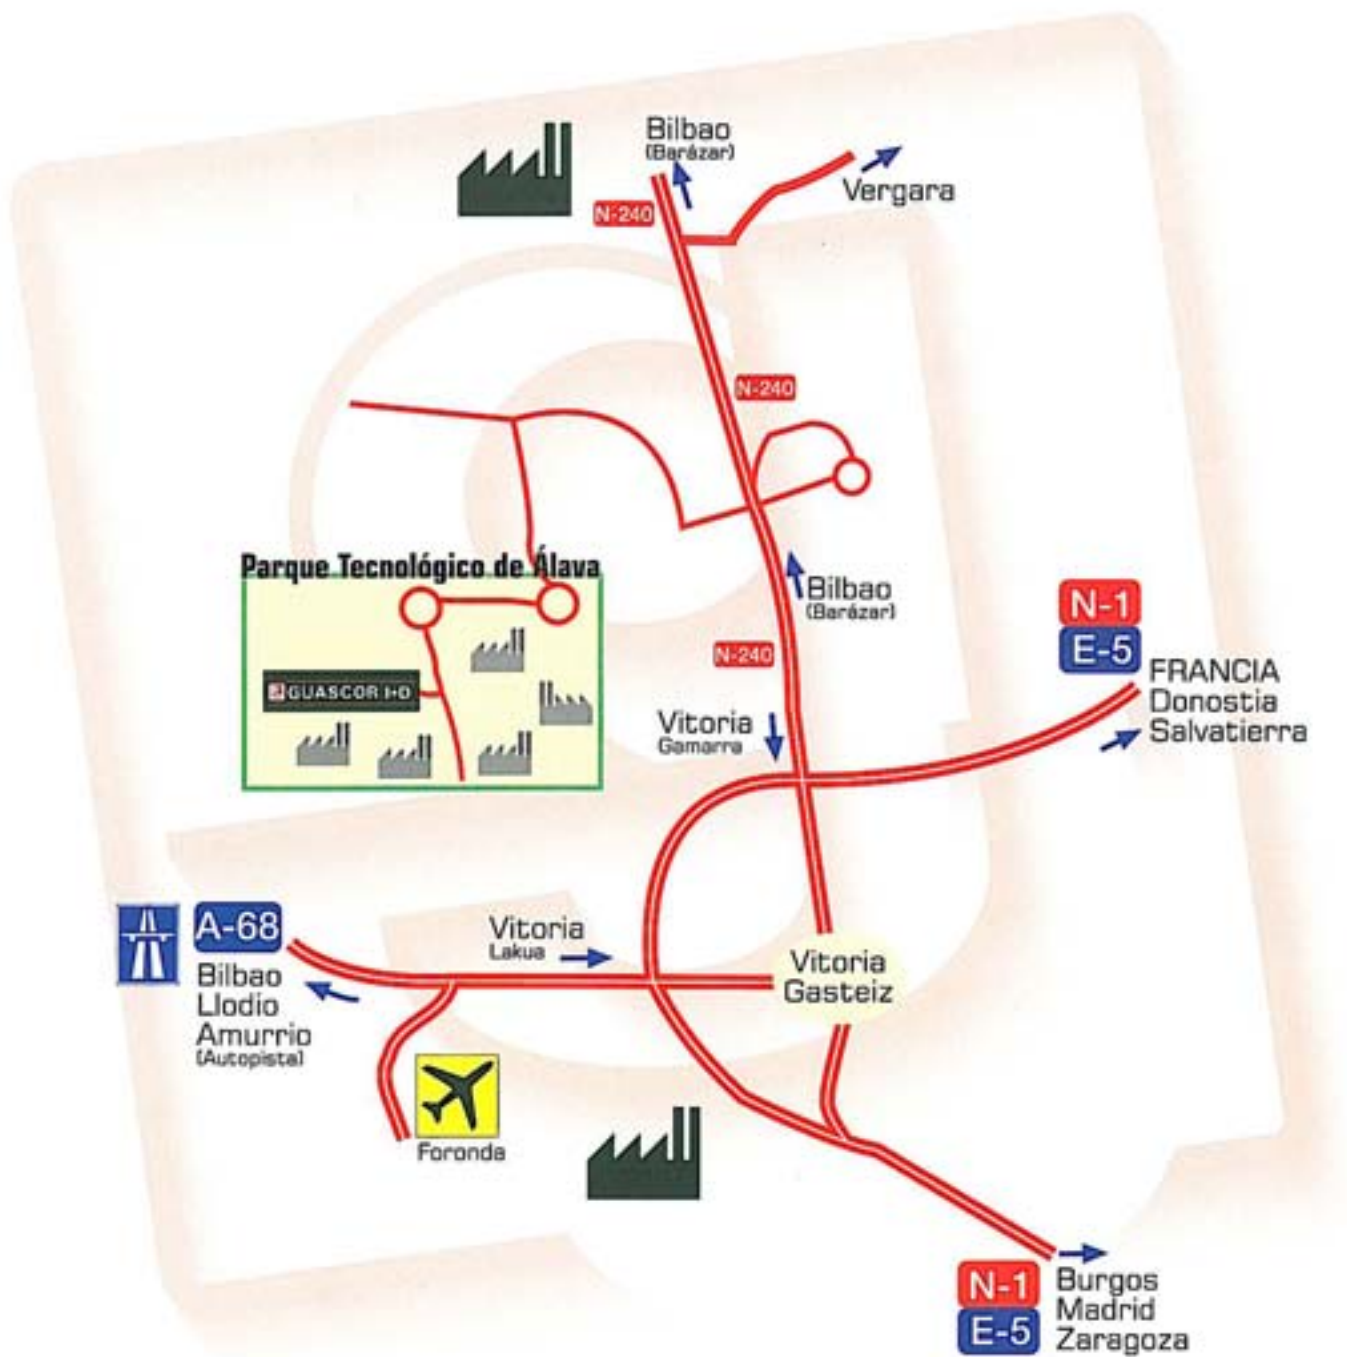 Bilbao
(Barázar)
Vergara
N-240
N-240
Parque Tecnológico de Álava
GUASCOR I+D
Bilbao
(Barázar)
N-240
N-1
E-5
FRANCIA
Donostia
Salvatierra
Vitoria
Gamarra
A-68
Bilbao
Llodio
Amurrio
(Autopista)
Vitoria
Lakua
Vitoria
Gasteiz
Foronda
N-1
E-5
Burgos
Madrid
Zaragoza